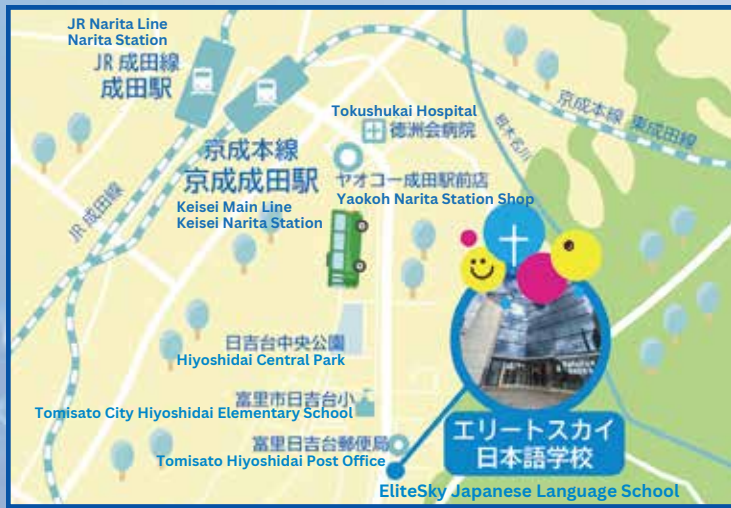 JR Narita Line
Narita Station
JR 成田線
成田駅
Tokushukai Hospital
徳洲会病院
京成本線 東成田線
根木名川
京成本線
京成成田駅
ヤオコー成田駅前店
Yaokoh Narita Station Shop
Keisei Main Line
Keisei Narita Station
JR 成田線
日吉台中央公園
Hiyoshidai Central Park
富里市日吉台小
Tomisato City Hiyoshidai Elementary School
エリートスカイ
日本語学校
富里日吉台郵便局
Tomisato Hiyoshidai Post Office
EliteSky Japanese Language School